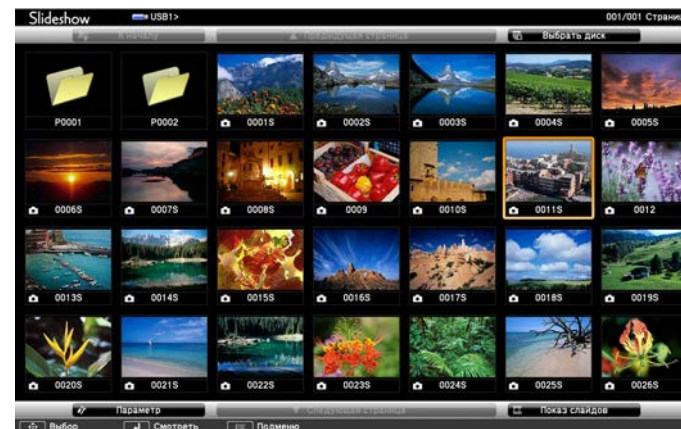 Slideshow USB1> 001/001 Страниц
К началу Предыдущая страница Выбрать диск
P0001 P0002 0001S 0002S 0003S 0004S 0005S
0006S 0007S 0008S 0009 0010S 0011S 0012
0013S 0014S 0015S 0016S 0017S 0018S 0019S
0020S 0021S 0022S 0023S 0024S 0025S 0026S
Параметр Следующая страница Показ слайдов
Выбор Смотреть Подменю